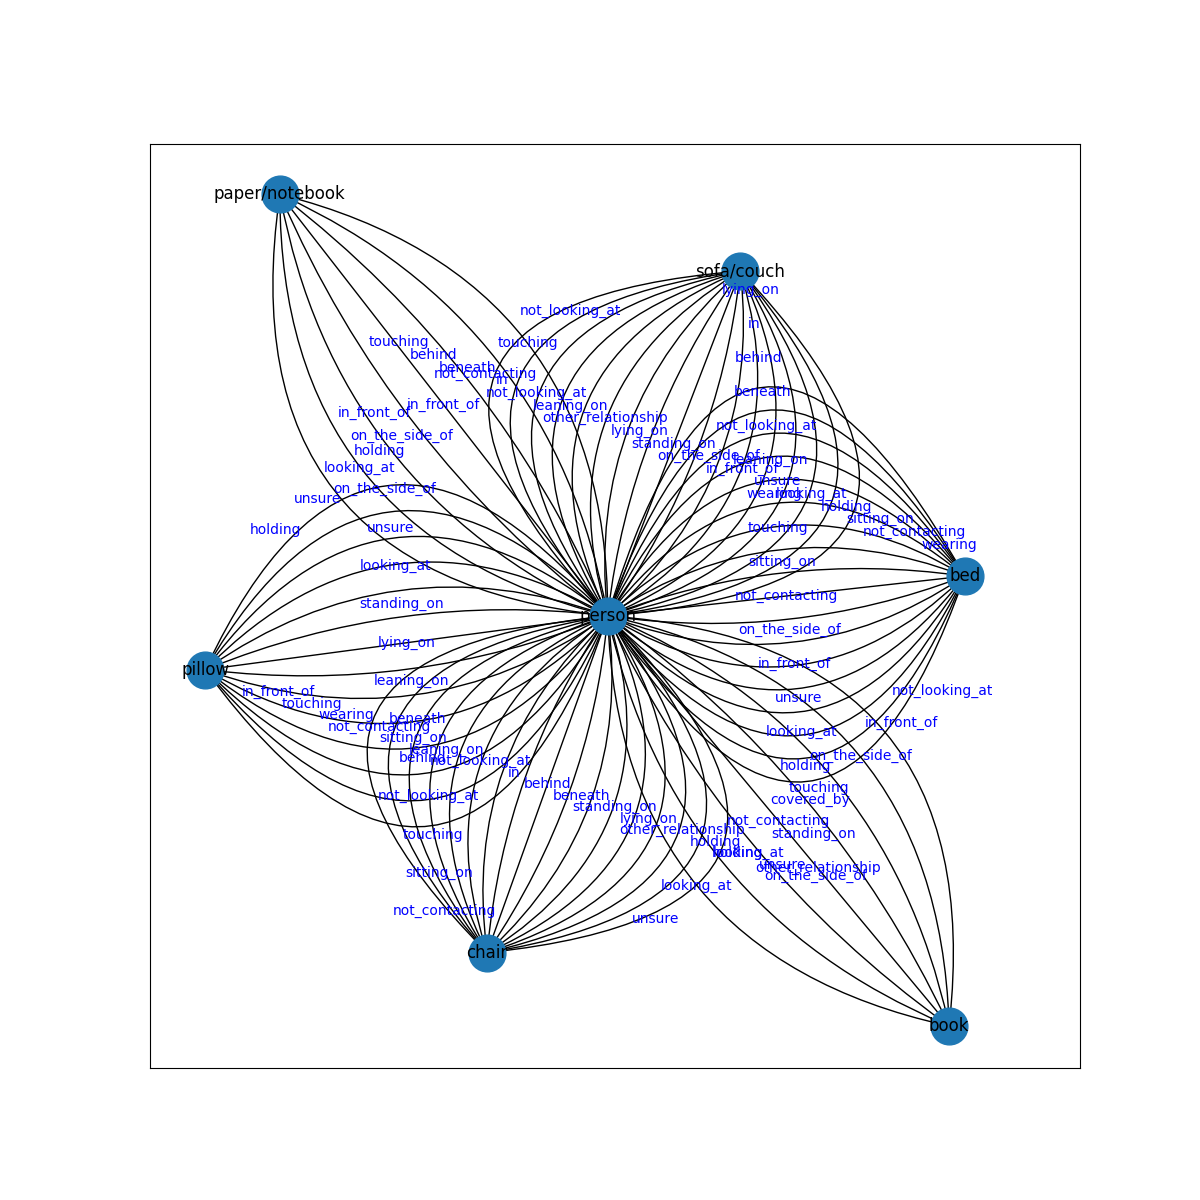 paper/notebook
sofa/couch
lying_on
not_looking_at
in
touching
touching
behind
behind
beneath
not_contacting
in
beneath
not_looking_at
leaning_on
in_front_of
in_front_of
other_relationship
not_looking_at
lying_on
on_the_side_of
standing_on
holding
on_the_side_of
leaning_on
looking_at
in_front_of
unsure
on_the_side_of
wearing
looking_at
unsure
holding
sitting_on
holding
unsure
touching
not_contacting
wearing
looking_at
sitting_on
bed
not_contacting
standing_on
person
on_the_side_of
lying_on
in_front_of
pillow
leaning_on
in_front_of
not_looking_at
unsure
touching
wearing
beneath
in_front_of
not_contacting
looking_at
sitting_on
leaning_on
on_the_side_of
behind
not_looking_at
holding
in
behind
touching
not_looking_at
beneath
covered_by
standing_on
lying_on
not_contacting
other_relationship
touching
standing_on
holding
looking_at
unsure
other_relationship
sitting_on
on_the_side_of
looking_at
not_contacting
unsure
chair
book